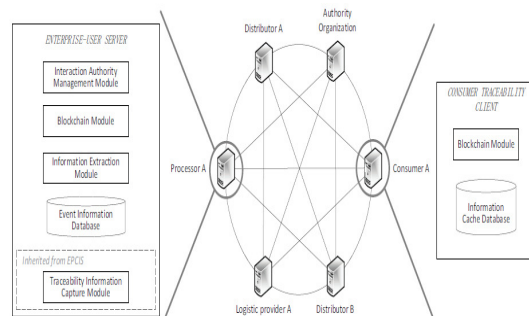 ENTERPRISE-USER SERVER
Interaction Authority
Management Module
Blockchain Module
Information Extraction
Module
Event Information
Database
Inherited from EPCIS
Traceability Information
Capture Module
Distributor A
Authority
Organization
Processor A
Consumer A
Logistic provider A
Distributor B
CONSUMER TRACEABILITY
CLIENT
Blockchain Module
Information
Cache Database